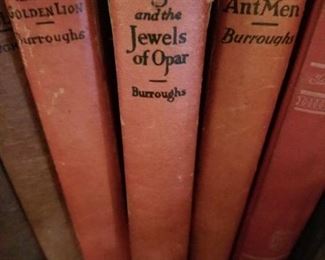 GOLDEN LION
Burroughs
and the
Jewels
of Opar
Burroughs
Ant Men
Burroughs